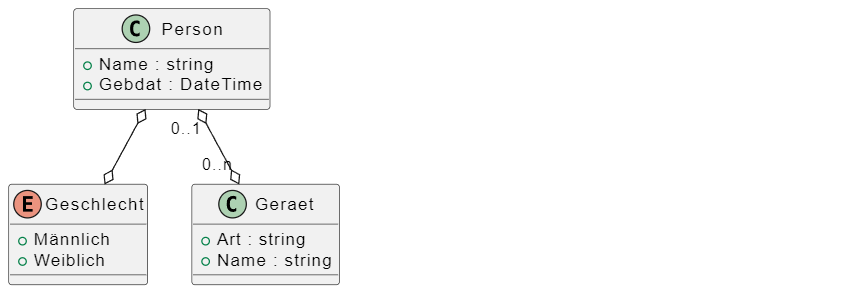 C Person
Name : string
Gebdat : DateTime
0..1
0..n
E Geschlecht
Männlich
Weiblich
C Geraet
Art : string
Name : string